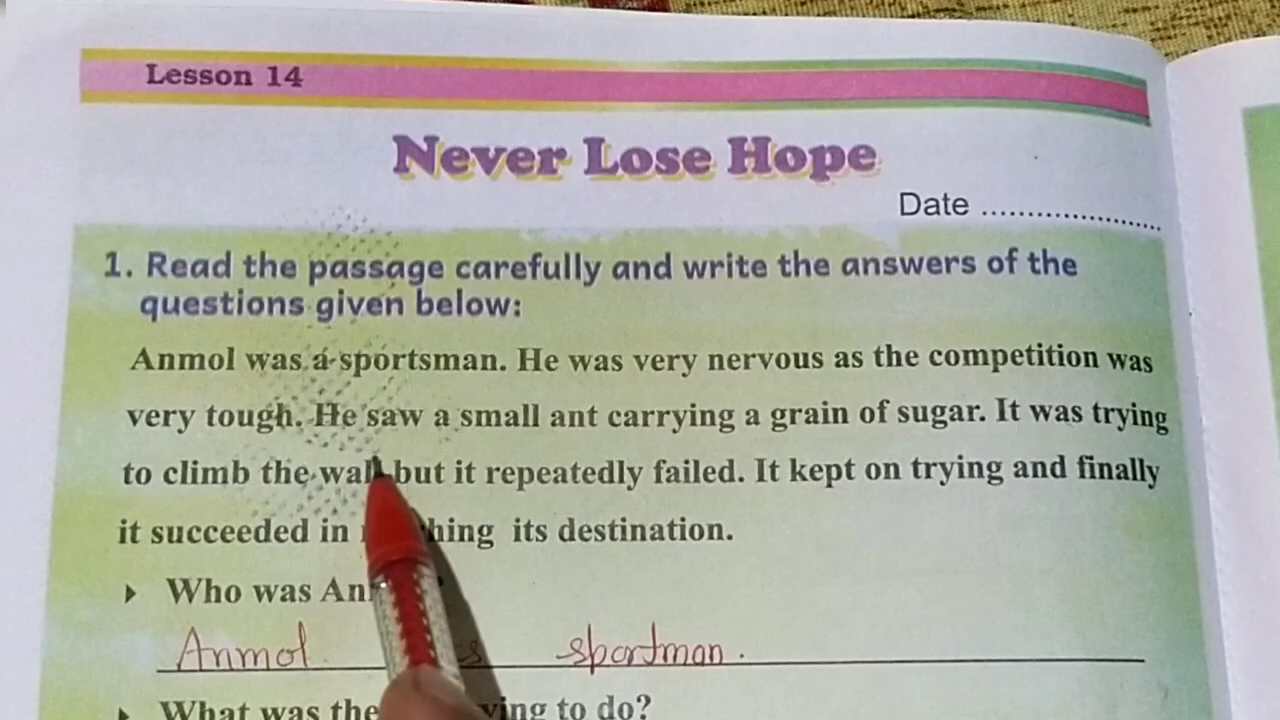 Lesson 14
Never Lose Hope
Date ......................
1. Read the passage carefully and write the answers of the
questions given below:
Anmol was a sportsman. He was very nervous as the competition was
very tough. He saw a small ant carrying a grain of sugar. It was trying
to climb the wall but it repeatedly failed. It kept on trying and finally
it succeeded in its destination.
Who was
Anmol sportman.
What was the to do?